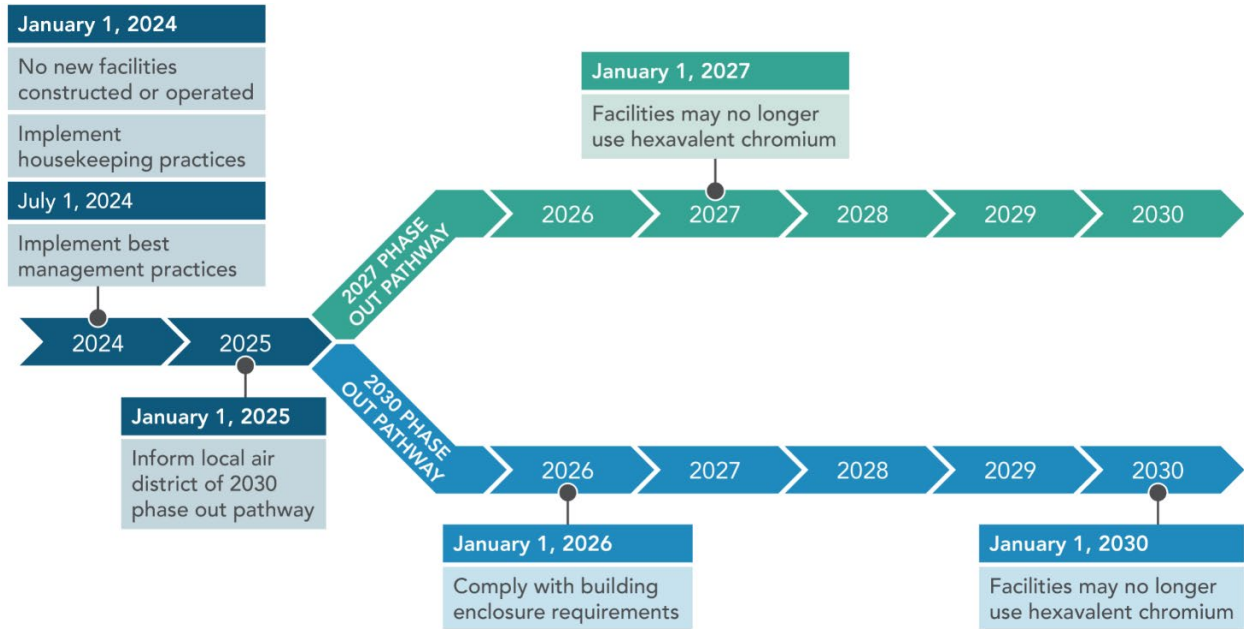 January 1, 2024
No new facilities
constructed or operated
Implement
housekeeping practices
July 1, 2024
Implement best
management practices
2024
2025
January 1, 2025
Inform local air
district of 2030
phase out pathway
2027 PHASE
OUT PATHWAY
January 1, 2027
Facilities may no longer
use hexavalent chromium
2026
2027
2028
2029
2030
2030 PHASE
OUT PATHWAY
2026
2027
2028
2029
2030
January 1, 2026
Comply with building
enclosure requirements
January 1, 2030
Facilities may no longer
use hexavalent chromium